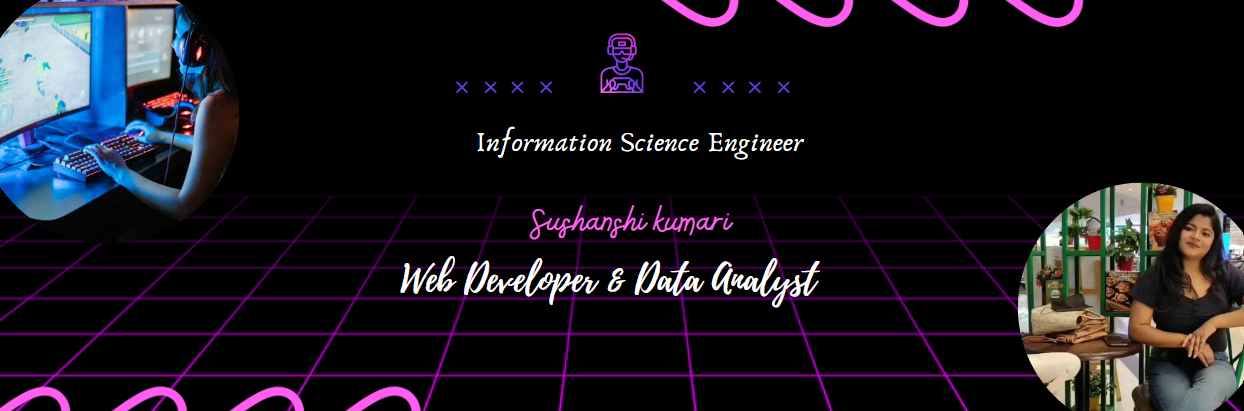 Information Science Engineer
Sushanshi kumari
Web Developer & Data Analyst